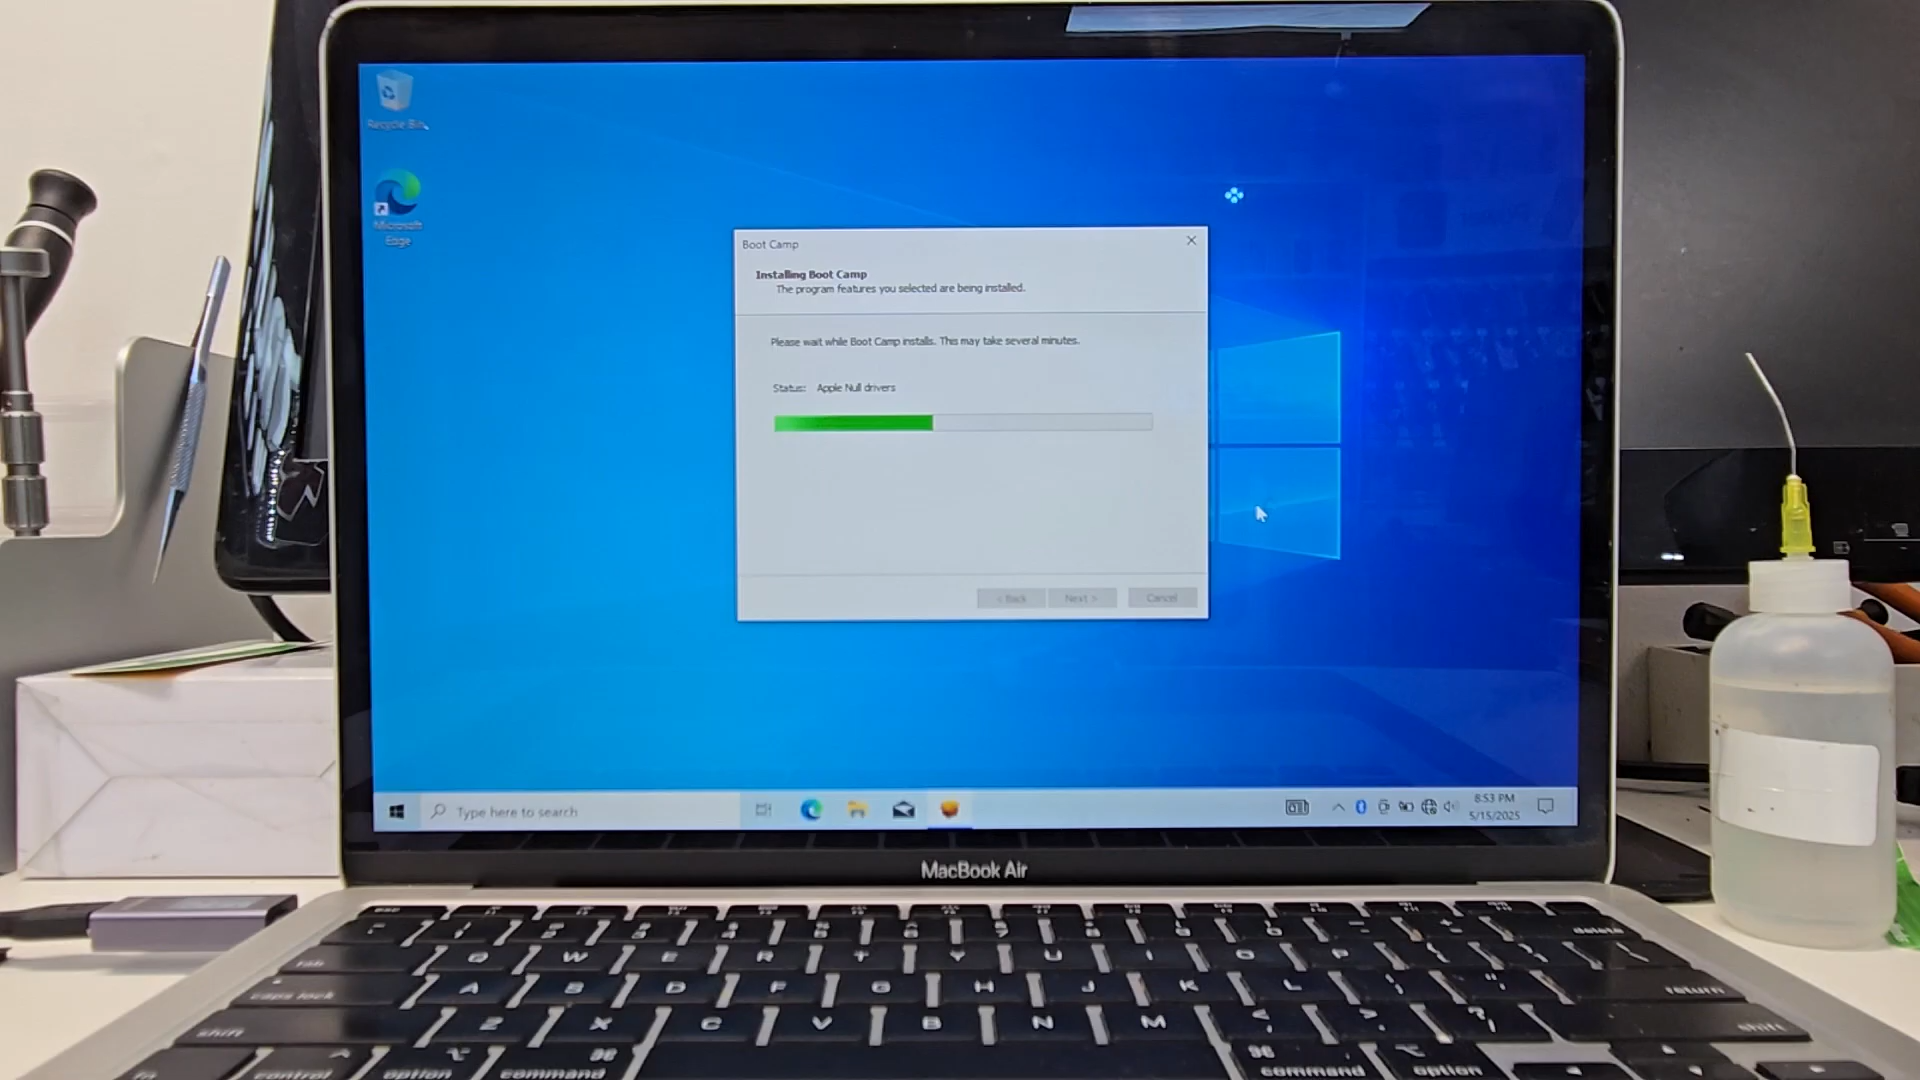 Recycle Bin
Microsoft
Edge
Boot Camp
Installing Boot Camp
The program features you selected are being installed.
Please wait while Boot Camp installs. This may take several minutes.
Status: Apple Null drivers
< Back
Next >
Cancel
Type here to search
8:53 PM
5/15/2025
MacBook Air
esc
delete
tab
Q W E R T Y U I O P
caps lock
A S D F G H J K L
return
shift
Z X C V B N M
shift
fn
control
option
command
command
option